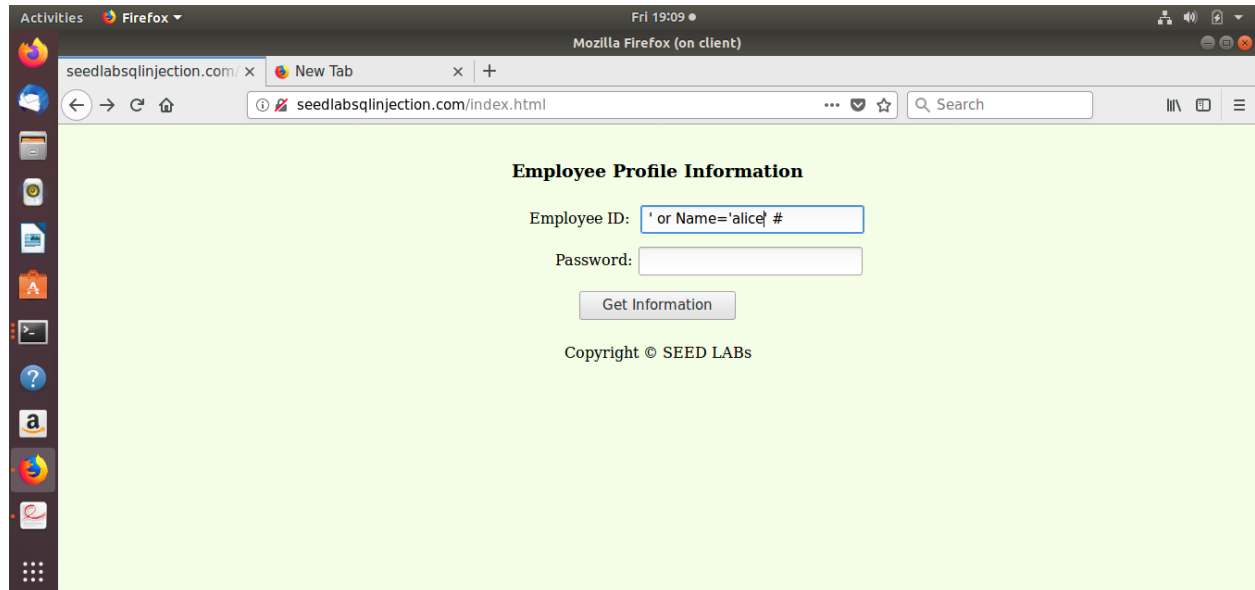 Activities Firefox Fri 19:09
Mozilla Firefox (on client)
seedlabsqlinjection.com/ New Tab
seedlabsqlinjection.com/index.html Search
Employee Profile Information
Employee ID: ' or Name='alice' #
Password:
Get Information
Copyright © SEED LABs